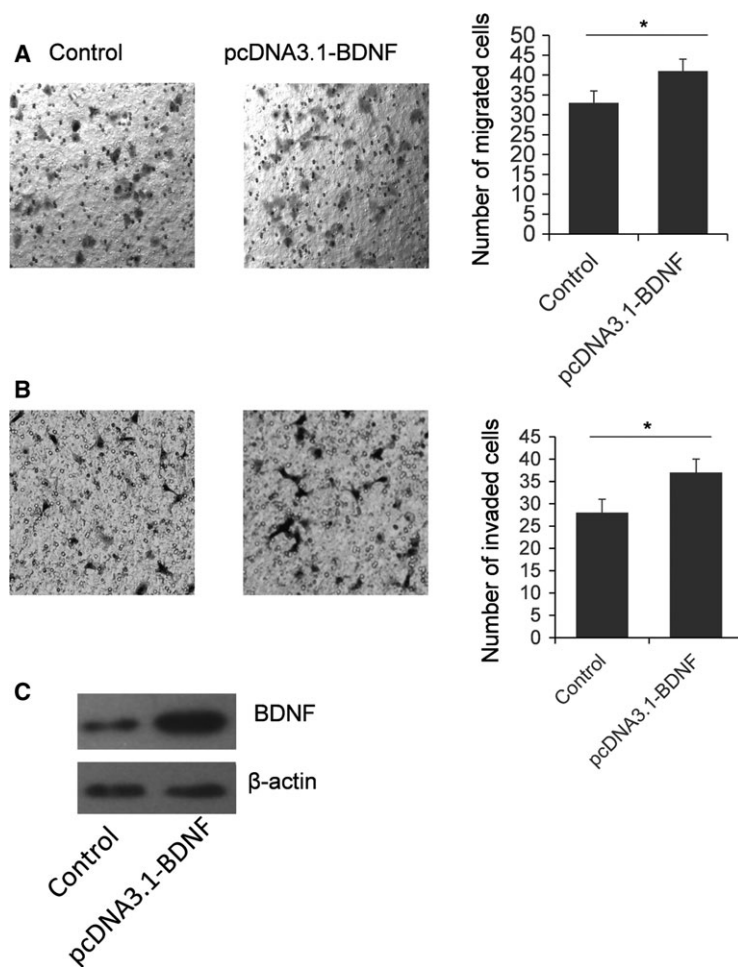 A
Control
pcDNA3.1-BDNF
Number of migrated cells
50
45
40
35
30
25
20
15
10
5
0
*
Control
pcDNA3.1-BDNF
B
Number of invaded cells
45
40
35
30
25
20
15
10
5
0
*
Control
pcDNA3.1-BDNF
C
BDNF
β-actin
Control
pcDNA3.1-BDNF